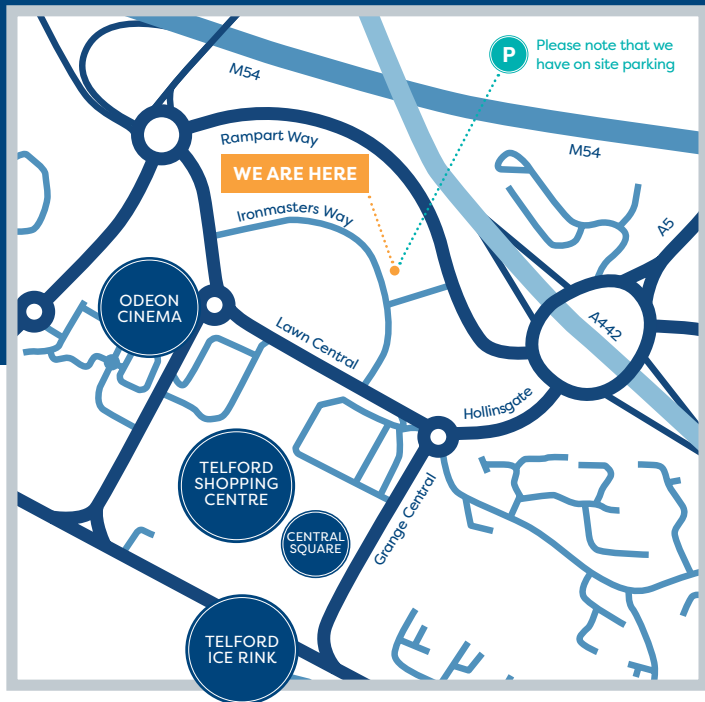 P
Please note that we
have on site parking
M54
M54
Rampart Way
WE ARE HERE
Ironmasters Way
A5
ODEON
CINEMA
A442
Lawn Central
Hollinsgate
TELFORD
SHOPPING
CENTRE
Grange Central
CENTRAL
SQUARE
TELFORD
ICE RINK